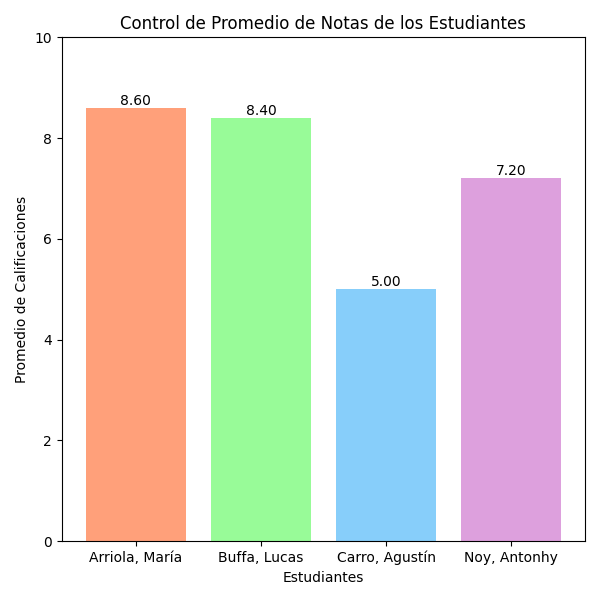 Control de Promedio de Notas de los Estudiantes
Promedio de Calificaciones
10
8
6
4
2
0
8.60
8.40
5.00
7.20
Arriola, María
Buffa, Lucas
Carro, Agustín
Noy, Antonhy
Estudiantes